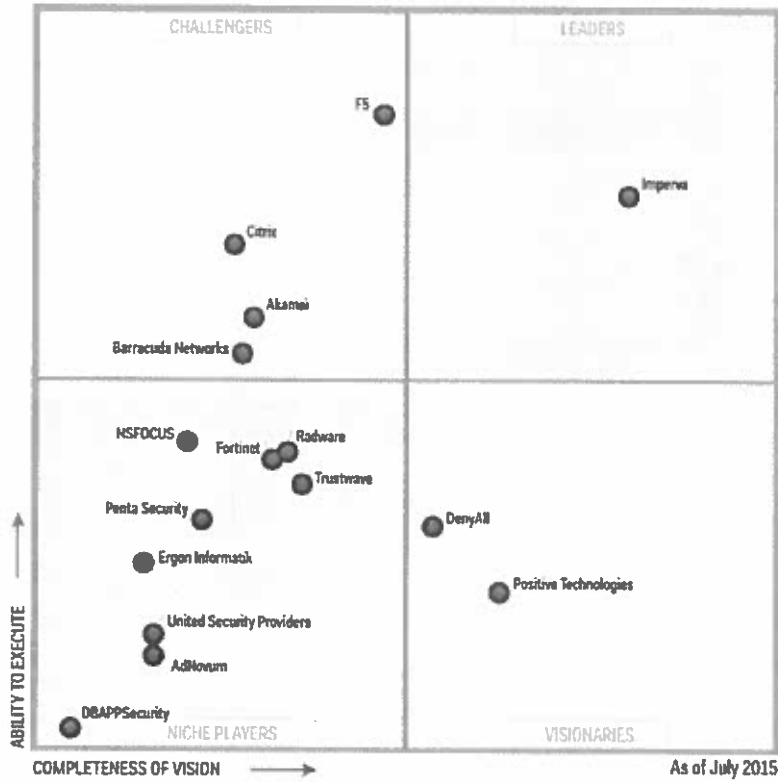 CHALLENGERS
LEADERS
F5
Imperva
Citrix
Akamai
Barracuda Networks
NSFOCUS
Radware
Fortinet
Trustwave
Penta Security
DenyAll
Ergon Informatik
Positive Technologies
United Security Providers
AdNovum
DBAPPSecurity
NICHE PLAYERS
VISIONARIES
ABILITY TO EXECUTE
COMPLETENESS OF VISION
As of July 2015